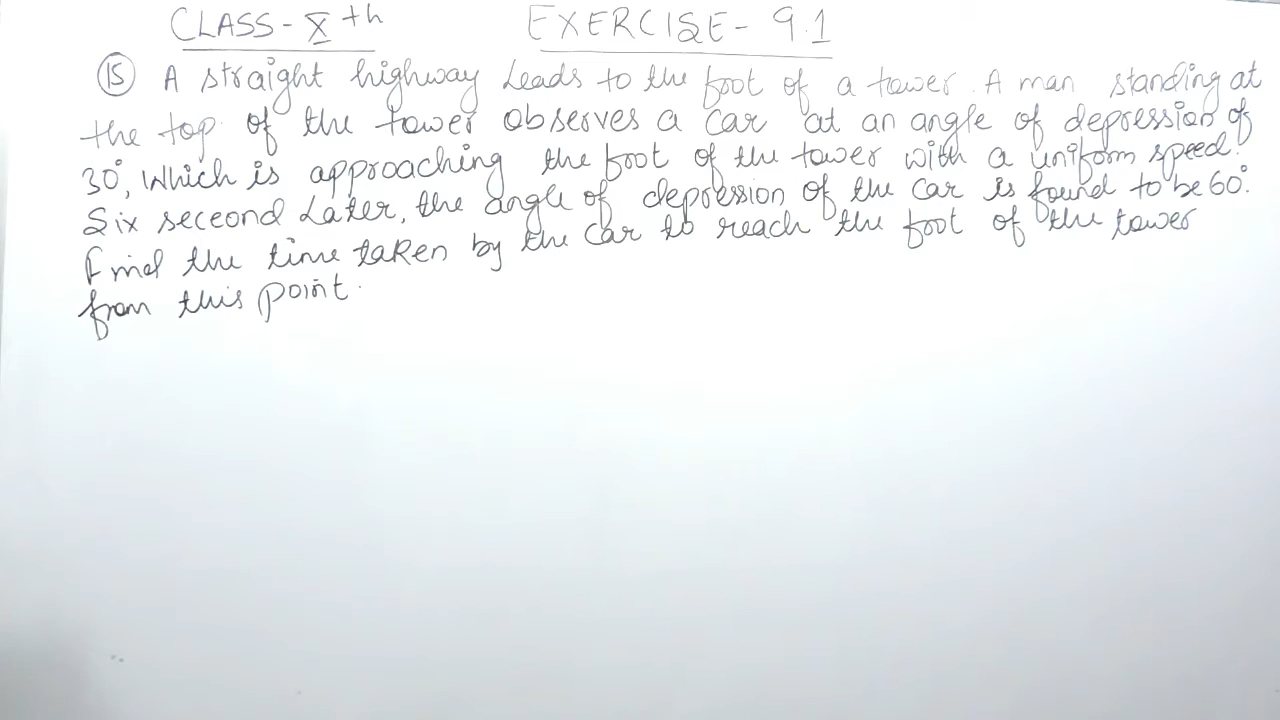 CLASS - Xth EXERCISE - 9.1
15 A straight highway leads to the foot of a tower. A man standing at
the top of the tower observes a car at an angle of depression of
30°, which is approaching the foot of the tower with a uniform speed.
Six seceond Later, the angle of depression of the car is found to be 60°.
Find the time taken by the car to reach the foot of the tower
from this point.